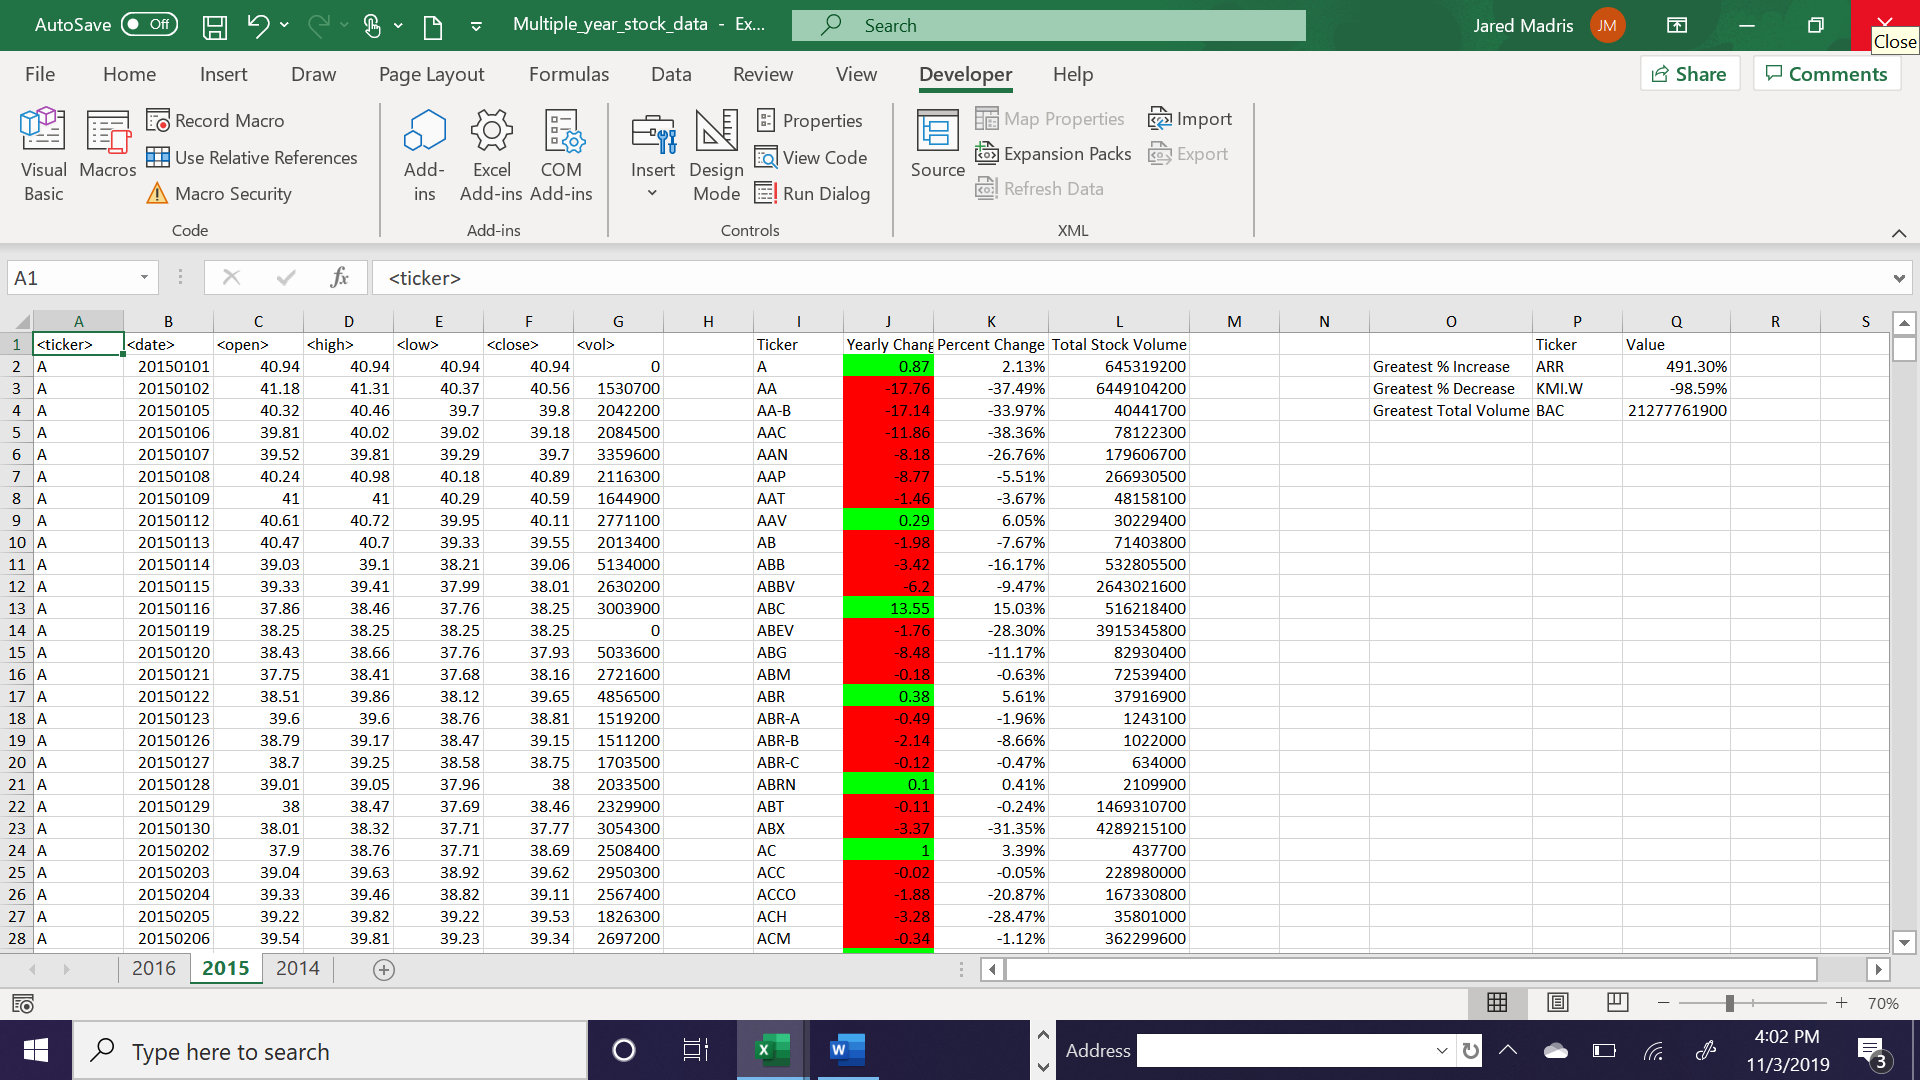 AutoSave Off Multiple_year_stock_data - Ex... Search Jared Madris JM
Close
File Home Insert Draw Page Layout Formulas Data Review View Developer Help Share Comments
Visual Basic
Macros
Record Macro
Use Relative References
Macro Security
Code
Add-ins
Excel Add-ins
COM Add-ins
Add-ins
Insert
Design Mode
Properties
View Code
Run Dialog
Controls
Source
Map Properties
Expansion Packs
Refresh Data
Import
Export
XML
A1 fx <ticker>
A B C D E F G H I J K L M N O P Q R S
1 <ticker> <date> <open> <high> <low> <close> <vol> Ticker Yearly Chang Percent Change Total Stock Volume Ticker Value
2 A 20150101 40.94 40.94 40.94 40.94 0 A 0.87 2.13% 645319200 Greatest % Increase ARR 491.30%
3 A 20150102 41.18 41.31 40.37 40.56 1530700 AA -17.76 -37.49% 6449104200 Greatest % Decrease KMI.W -98.59%
4 A 20150105 40.32 40.46 39.7 39.8 2042200 AA-B -17.14 -33.97% 40441700 Greatest Total Volume BAC 21277761900
5 A 20150106 39.81 40.02 39.02 39.18 2084500 AAC -11.86 -38.36% 78122300
6 A 20150107 39.52 39.81 39.29 39.7 3359600 AAN -8.18 -26.76% 179606700
7 A 20150108 40.24 40.98 40.18 40.89 2116300 AAP -8.77 -5.51% 266930500
8 A 20150109 41 41 40.29 40.59 1644900 AAT -1.46 -3.67% 48158100
9 A 20150112 40.61 40.72 39.95 40.11 2771100 AAV 0.29 6.05% 30229400
10 A 20150113 40.47 40.7 39.33 39.55 2013400 AB -1.98 -7.67% 71403800
11 A 20150114 39.03 39.1 38.21 39.06 5134000 ABB -3.42 -16.17% 532805500
12 A 20150115 39.33 39.41 37.99 38.01 2630200 ABBV -6.2 -9.47% 2643021600
13 A 20150116 37.86 38.46 37.76 38.25 3003900 ABC 13.55 15.03% 516218400
14 A 20150119 38.25 38.25 38.25 38.25 0 ABEV -1.76 -28.30% 3915345800
15 A 20150120 38.43 38.66 37.76 37.93 5033600 ABG -8.48 -11.17% 82930400
16 A 20150121 37.75 38.41 37.68 38.16 2721600 ABM -0.18 -0.63% 72539400
17 A 20150122 38.51 39.86 38.12 39.65 4856500 ABR 0.38 5.61% 37916900
18 A 20150123 39.6 39.6 38.76 38.81 1519200 ABR-A -0.49 -1.96% 1243100
19 A 20150126 38.79 39.17 38.47 39.15 1511200 ABR-B -2.14 -8.66% 1022000
20 A 20150127 38.7 39.25 38.58 38.75 1703500 ABR-C -0.12 -0.47% 634000
21 A 20150128 39.01 39.05 37.96 38 2033500 ABRN 0.1 0.41% 2109900
22 A 20150129 38 38.47 37.69 38.46 2329900 ABT -0.11 -0.24% 1469310700
23 A 20150130 38.01 38.32 37.71 37.77 3054300 ABX -3.37 -31.35% 4289215100
24 A 20150202 37.9 38.76 37.71 38.69 2508400 AC 1 3.39% 437700
25 A 20150203 39.04 39.63 38.92 39.62 2950300 ACC -0.02 -0.05% 228980000
26 A 20150204 39.33 39.46 38.82 39.11 2567400 ACCO -1.88 -20.87% 167330800
27 A 20150205 39.22 39.82 39.22 39.53 1826300 ACH -3.28 -28.47% 35801000
28 A 20150206 39.54 39.81 39.23 39.34 2697200 ACM -0.34 -1.12% 362299600
2016 2015 2014
70%
Type here to search Address 4:02 PM
11/3/2019 3